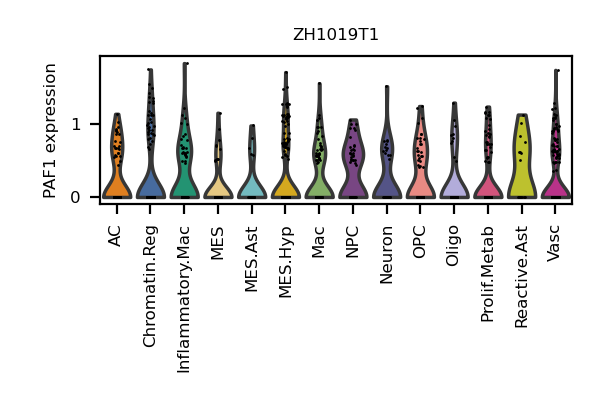 ZH1019T1
PAF1 expression
1
0
AC
Chromatin.Reg
Inflammatory.Mac
MES
MES.Ast
MES.Hyp
Mac
NPC
Neuron
OPC
Oligo
Prolif.Metab
Reactive.Ast
Vasc